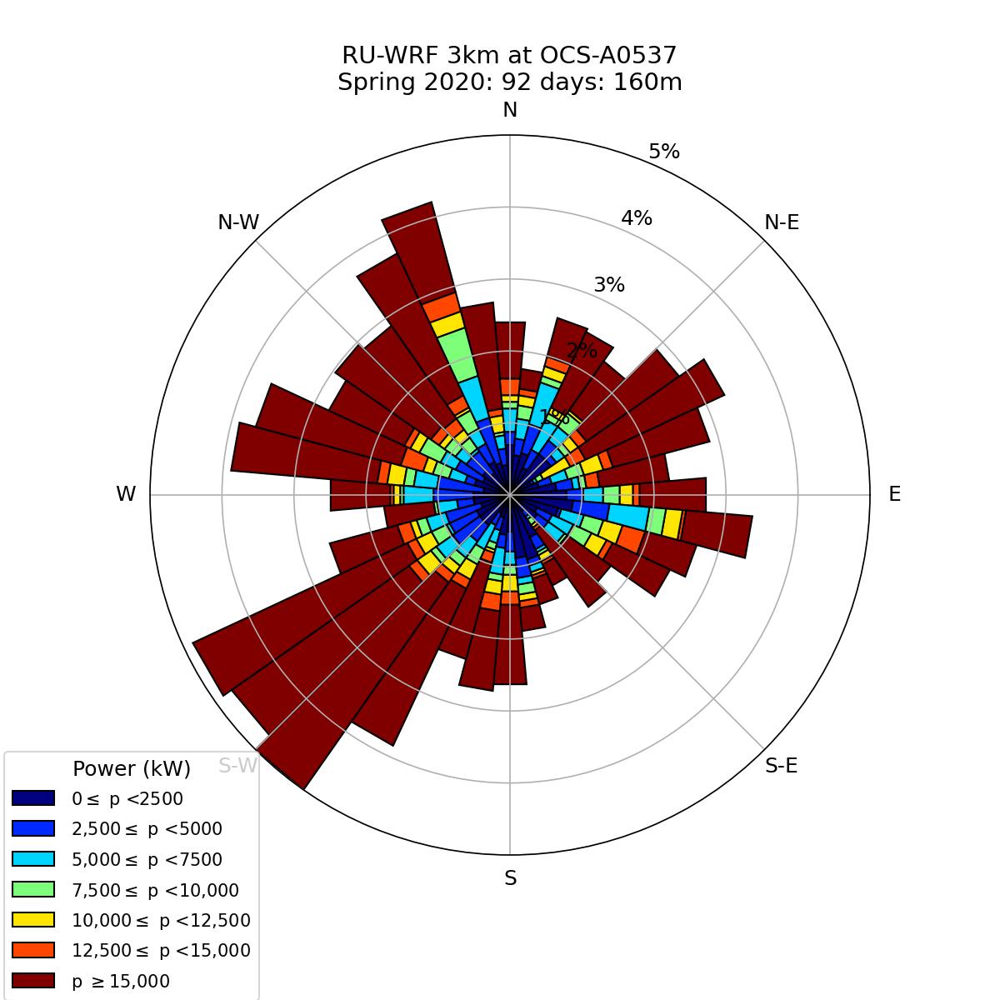 RU-WRF 3km at OCS-A0537
Spring 2020: 92 days: 160m
N
5%
N-W
4%
N-E
3%
2%
1%
W
E
S-W
S-E
S
Power (kW)
0≤ p <2500
2,500≤ p <5000
5,000≤ p <7500
7,500≤ p <10,000
10,000≤ p <12,500
12,500≤ p <15,000
p ≥15,000